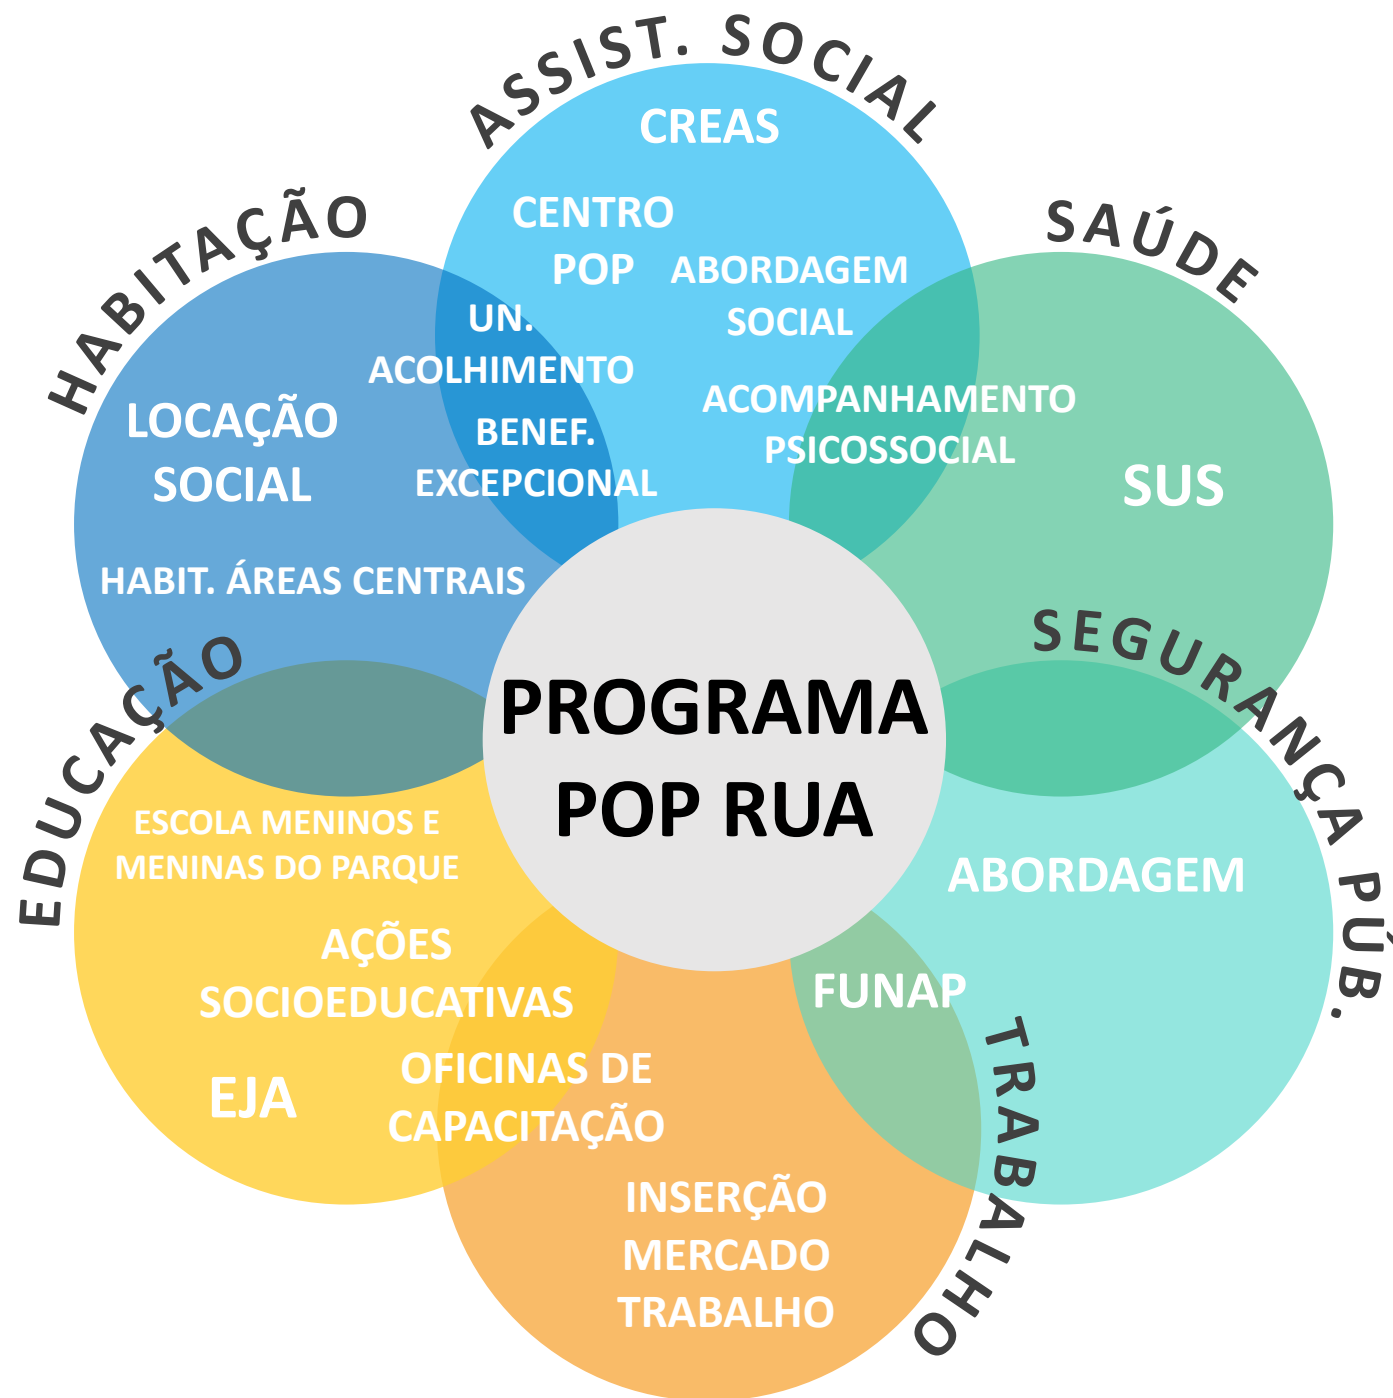 ASSIST. SOCIAL
CREAS
CENTRO
POP
ABORDAGEM
SOCIAL
UN.
ACOLHIMENTO
BENEF.
EXCEPCIONAL
ACOMPANHAMENTO
PSICOSSOCIAL
HABITAÇÃO
LOCAÇÃO
SOCIAL
HABIT. ÁREAS CENTRAIS
SAÚDE
SUS
PROGRAMA
POP RUA
EDUCAÇÃO
ESCOLA MENINOS E
MENINAS DO PARQUE
AÇÕES
SOCIOEDUCATIVAS
EJA
OFICINAS DE
CAPACITAÇÃO
SEGURANÇA PÚB.
ABORDAGEM
FUNAP
TRABALHO
INSERÇÃO
MERCADO
TRABALHO